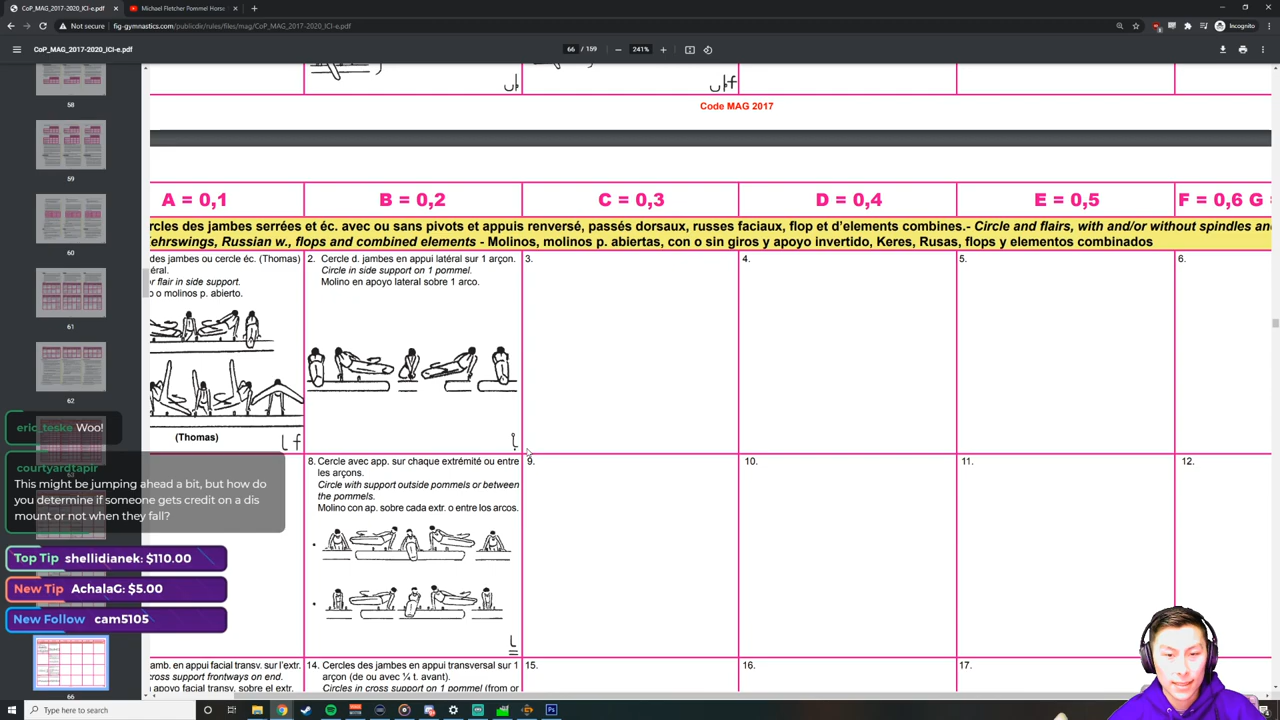 CoP_MAG_2017-2020_ICI-e.pdf
Michael Fletcher Pommel Hors
Not secure
fig-gymnastics.org/publicdir/rules/files/mag/CoP_MAG_2017-2020_ICI-e.pdf
Incognito
CoP_MAG_2017-2020_ICI-e.pdf
66 / 159
241%
58
59
60
61
62
66
Code MAG 2017
A = 0,1
B = 0,2
C = 0,3
D = 0,4
E = 0,5
F = 0,6 G
rcles des jambes serrées et éc. avec ou sans pivots et appuis renversé, passés dorsaux, russes faciaux, flop et d'elements combines.- Circle and flairs, with and/or without spindles an
ehrswings, Russian w., flops and combined elements - Molinos, molinos p. abiertas, con o sin giros y apoyo invertido, Keres, Rusas, flops y elementos combinados
des jambes ou cercle éc. (Thomas)
éral.
r flair in side support.
o o molinos p. abierto.
(Thomas)
2. Cercle d. jambes en appui latéral sur 1 arçon.
Circle in side support on 1 pommel.
Molino en apoyo lateral sobre 1 arco.
3.
4.
5.
6.
8. Cercle avec app. sur chaque extrémité ou entre
les arçons.
Circle with support outside pommels or between
the pommels.
Molino con ap. sobre cada extr. o entre los arcos.
9.
10.
11.
12.
amb. en appui facial transv. sur l'extr.
cross support frontways on end.
apoyo facial transv. sobre el extr.
14. Cercles des jambes en appui transversal sur 1
arçon (de ou avec ¼ t. avant).
Circles in cross support on 1 pommel (from or
15.
16.
17.
eric_teske Woo!
courtyardtapir
This might be jumping ahead a bit, but how do
you determine if someone gets credit on a dis
mount or not when they fall?
Top Tip shellidianek: $110.00
New Tip AchalaG: $5.00
New Follow cam5105
Type here to search